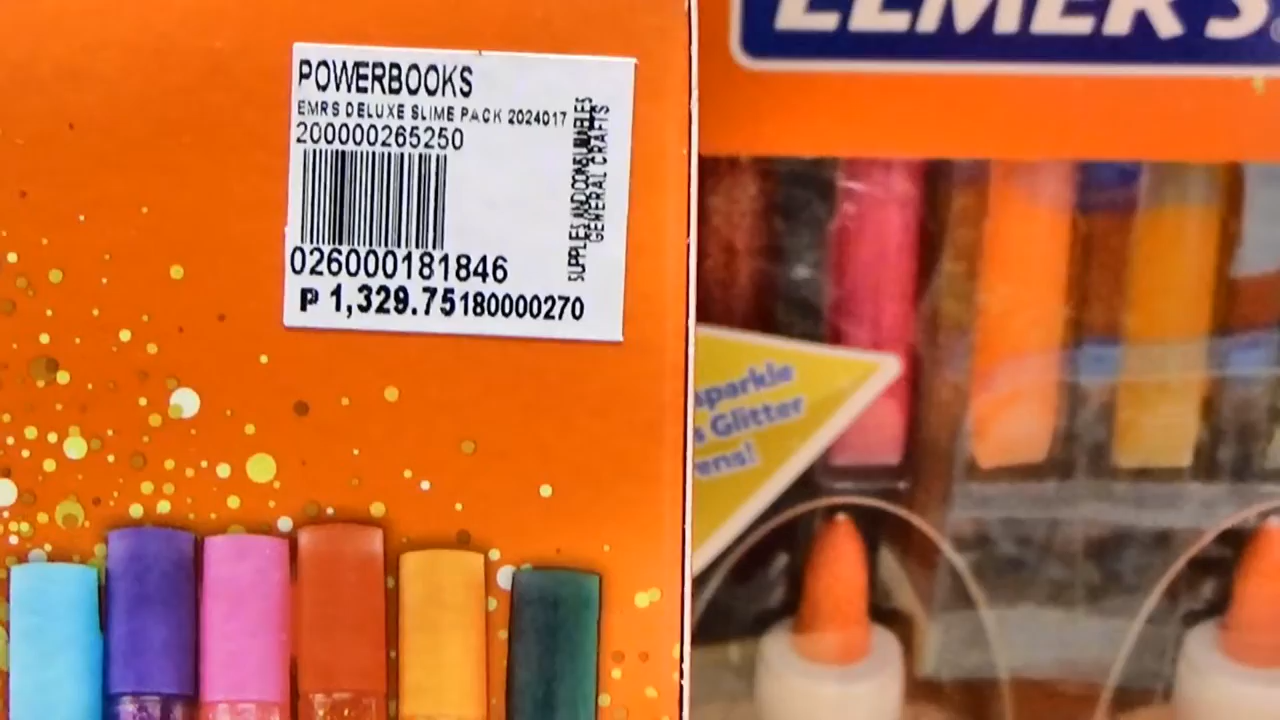 POWERBOOKS
EMRS DELUXE SLIME PACK 2024017
200000265250
026000181846
₱ 1,329.75180000270
SUPPLIES AND CONSUMABLES
GENERAL CRAFTS
ELMER'S
sparkle
s Glitter
ens!